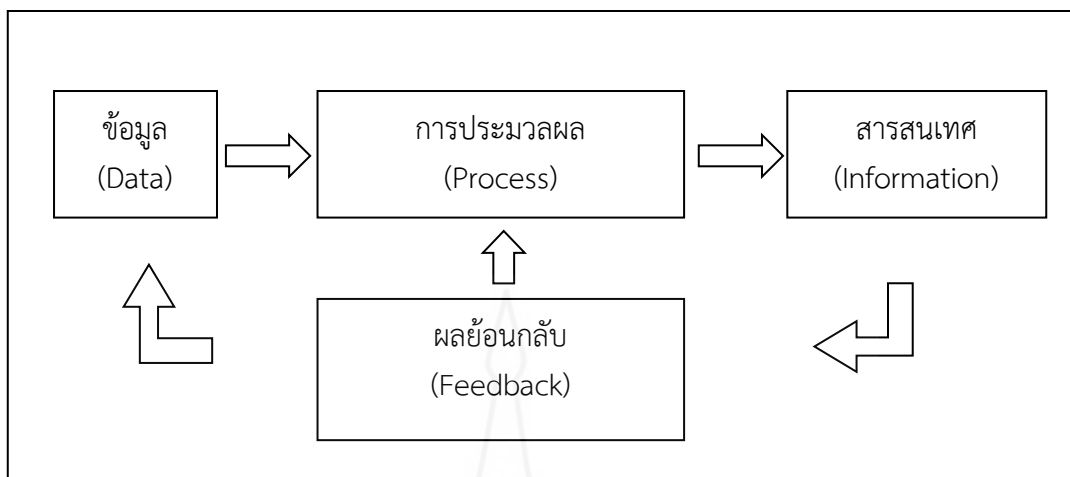 ข้อมูล
(Data)
การประมวลผล
(Process)
สารสนเทศ
(Information)
ผลย้อนกลับ
(Feedback)